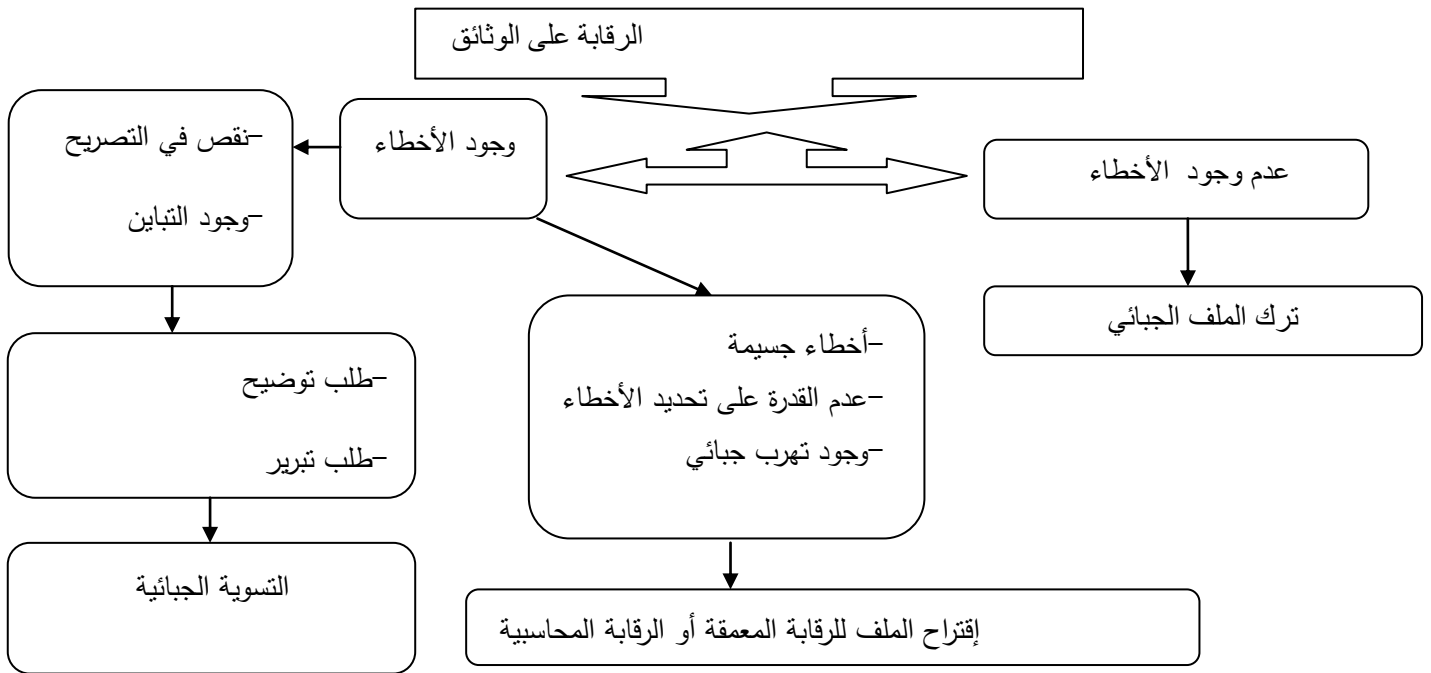 الرقابة على الوثائق
وجود الأخطاء
عدم وجود الأخطاء
ترك الملف الجبائي
-نقص في التصريح
-وجود التباين
-طلب توضيح
-طلب تبرير
التسوية الجبائية
-أخطاء جسيمة
-عدم القدرة على تحديد الأخطاء
-وجود تهرب جبائي
إقتراح الملف للرقابة المعمقة أو الرقابة المحاسبية